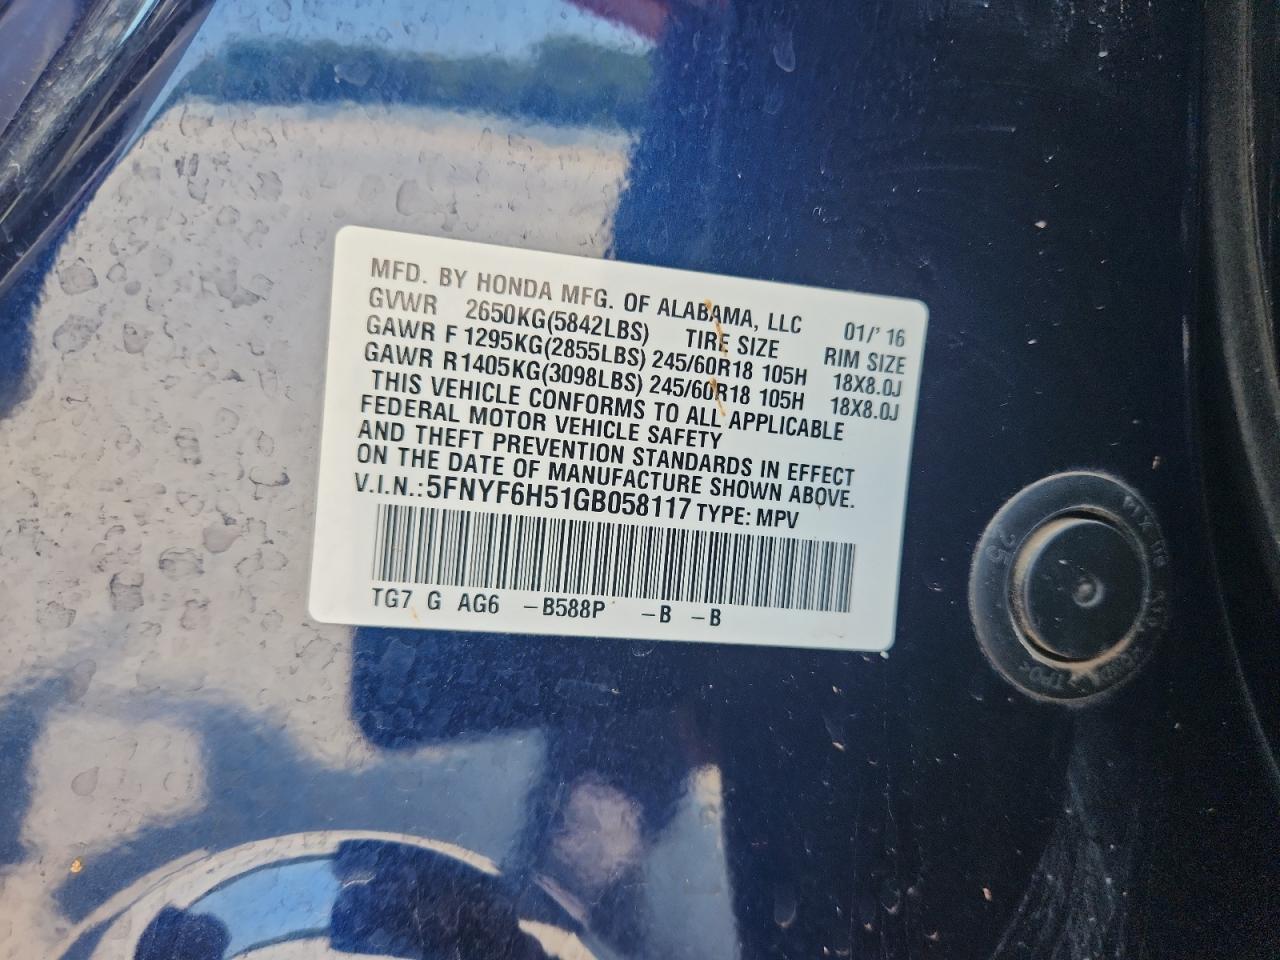 MFD. BY HONDA MFG. OF ALABAMA, LLC 01/' 16
GVWR 2650KG(5842LBS) TIRE SIZE RIM SIZE
GAWR F 1295KG(2855LBS) 245/60R18 105H 18X8.0J
GAWR R1405KG(3098LBS) 245/60R18 105H 18X8.0J
THIS VEHICLE CONFORMS TO ALL APPLICABLE
FEDERAL MOTOR VEHICLE SAFETY
AND THEFT PREVENTION STANDARDS IN EFFECT
ON THE DATE OF MANUFACTURE SHOWN ABOVE.
V.I.N.: 5FNYF6H51GB058117 TYPE: MPV
TG7 G AG6 -B588P -B -B
25